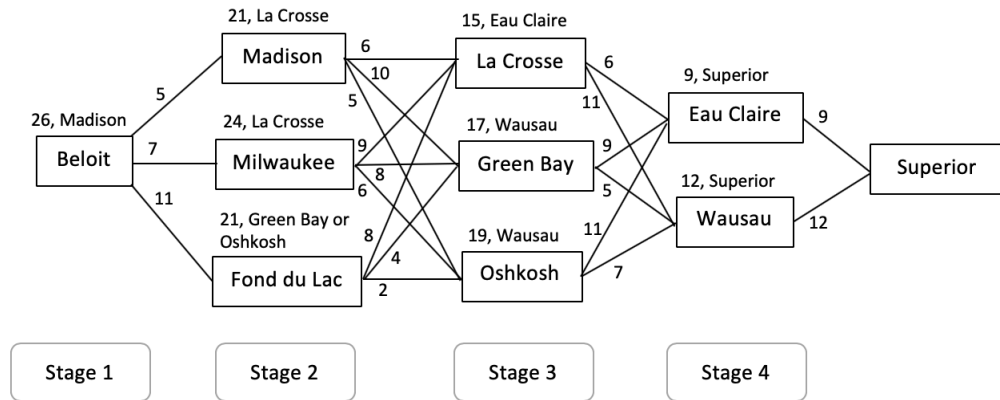 21, La Crosse
Madison
5
26, Madison
Beloit
7
11
24, La Crosse
Milwaukee
21, Green Bay or
Oshkosh
Fond du Lac
6
10
5
9
8
6
8
4
2
15, Eau Claire
La Crosse
17, Wausau
Green Bay
19, Wausau
Oshkosh
6
11
9
5
11
7
9, Superior
Eau Claire
12, Superior
Wausau
9
12
Superior
Stage 1
Stage 2
Stage 3
Stage 4